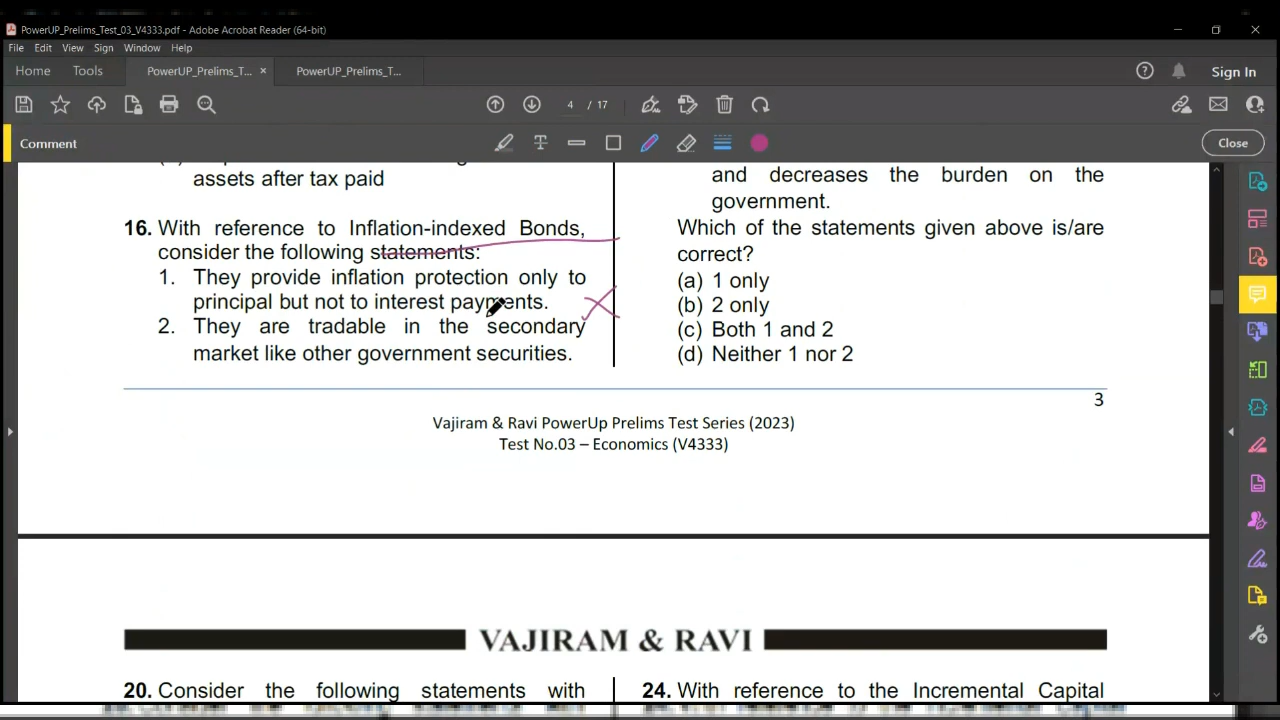 PowerUP_Prelims_Test_03_V4333.pdf - Adobe Acrobat Reader (64-bit)
File Edit View Sign Window Help
Home Tools PowerUP_Prelims_T... × PowerUP_Prelims_T... Sign In
4 / 17
Comment Close
assets after tax paid
16. With reference to Inflation-indexed Bonds,
consider the following statements:
1. They provide inflation protection only to
principal but not to interest payments.
2. They are tradable in the secondary
market like other government securities.
and decreases the burden on the
government.
Which of the statements given above is/are
correct?
(a) 1 only
(b) 2 only
(c) Both 1 and 2
(d) Neither 1 nor 2
3
Vajiram & Ravi PowerUp Prelims Test Series (2023)
Test No.03 – Economics (V4333)
VAJIRAM & RAVI
20. Consider the following statements with
24. With reference to the Incremental Capital